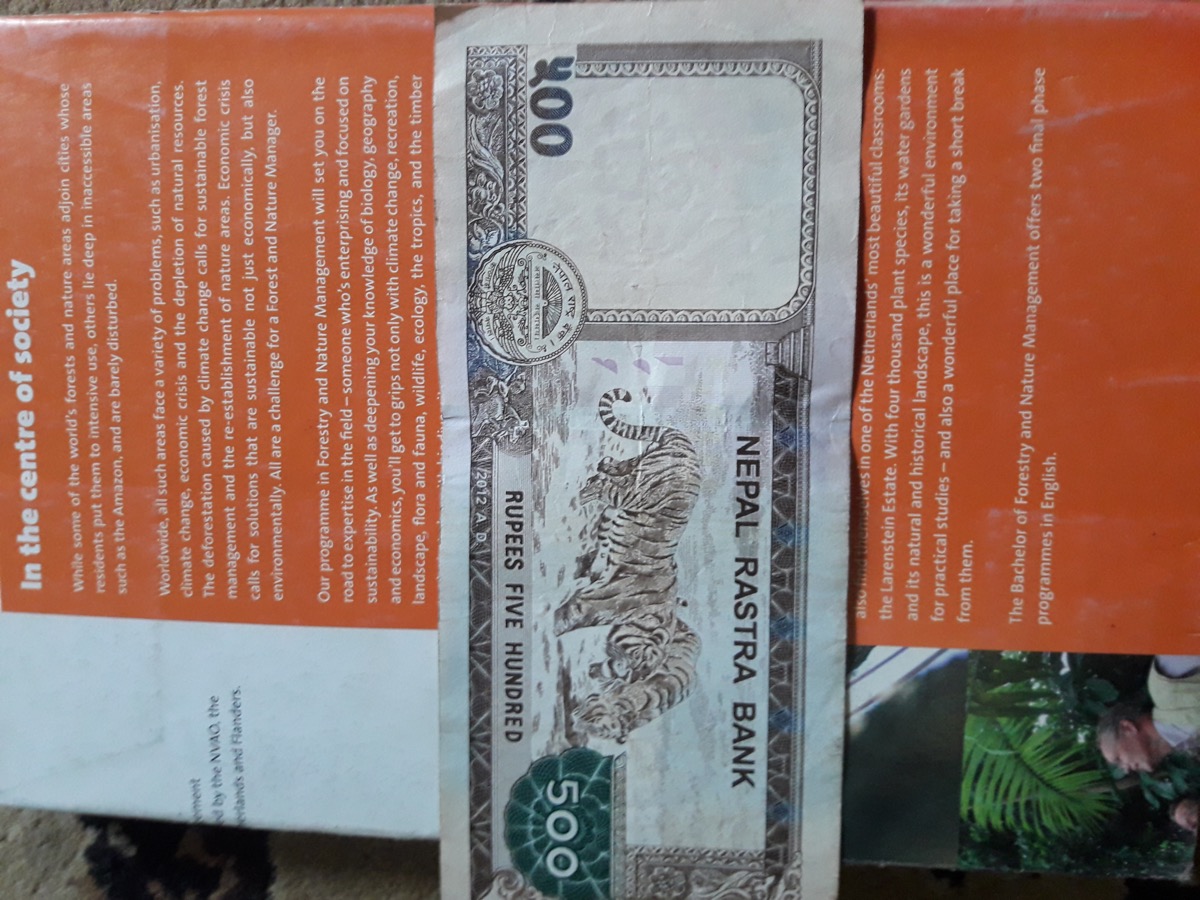 ement
d by the NVAO, the
erlands and Flanders.
In the centre of society
While some of the world's forests and nature areas adjoin cities whose
residents put them to intensive use, others lie deep in inaccessible areas
such as the Amazon, and are barely disturbed.
Worldwide, all such areas face a variety of problems, such as urbanisation,
climate change, economic crisis and the depletion of natural resources.
The deforestation caused by climate change calls for sustainable forest
management and the re-establishment of nature areas. Economic crisis
calls for solutions that are sustainable not just economically, but also
environmentally. All are a challenge for a Forest and Nature Manager.
Our programme in Forestry and Nature Management will set you on the
road to expertise in the field – someone who's enterprising and focused on
sustainability. As well as deepening your knowledge of biology, geography
and economics, you'll get to grips not only with climate change, recreation,
landscape, flora and fauna, wildlife, ecology, the tropics, and the timber
500
RUPEES FIVE HUNDRED
2012 A.D.
NEPAL RASTRA BANK
नेपाल राष्ट्र बैंक
५००
in one of the Netherlands' most beautiful classrooms:
the Larenstein Estate. With four thousand plant species, its water gardens
and its natural and historical landscape, this is a wonderful environment
for practical studies – and also a wonderful place for taking a short break
from them.
The Bachelor of Forestry and Nature Management offers two final phase
programmes in English.